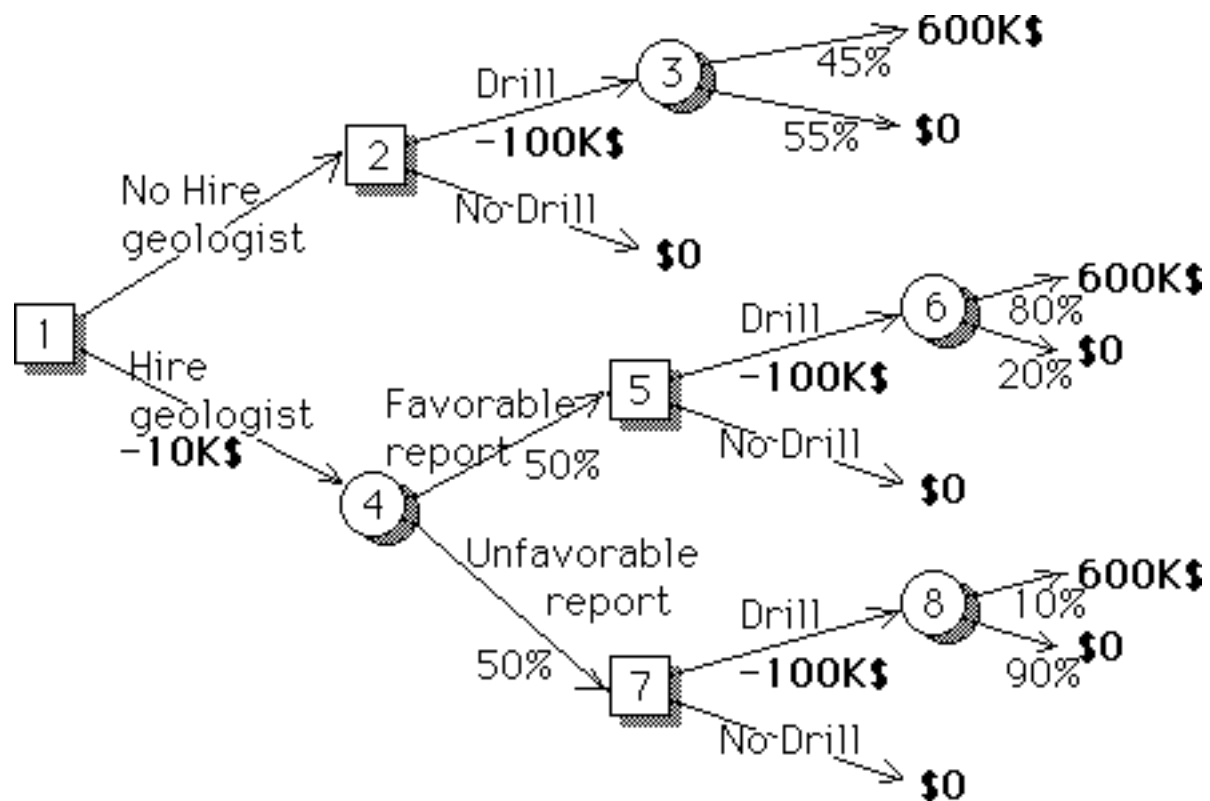 600K$
3
45%
Drill
-100K$
55%
$0
2
No Hire
geologist
No Drill
$0
1
Hire
geologist
-10K$
600K$
6
80%
Drill
-100K$
20%
$0
5
Favorable
report
50%
No Drill
$0
4
Unfavorable
report
50%
600K$
8
10%
Drill
-100K$
90%
$0
7
No Drill
$0